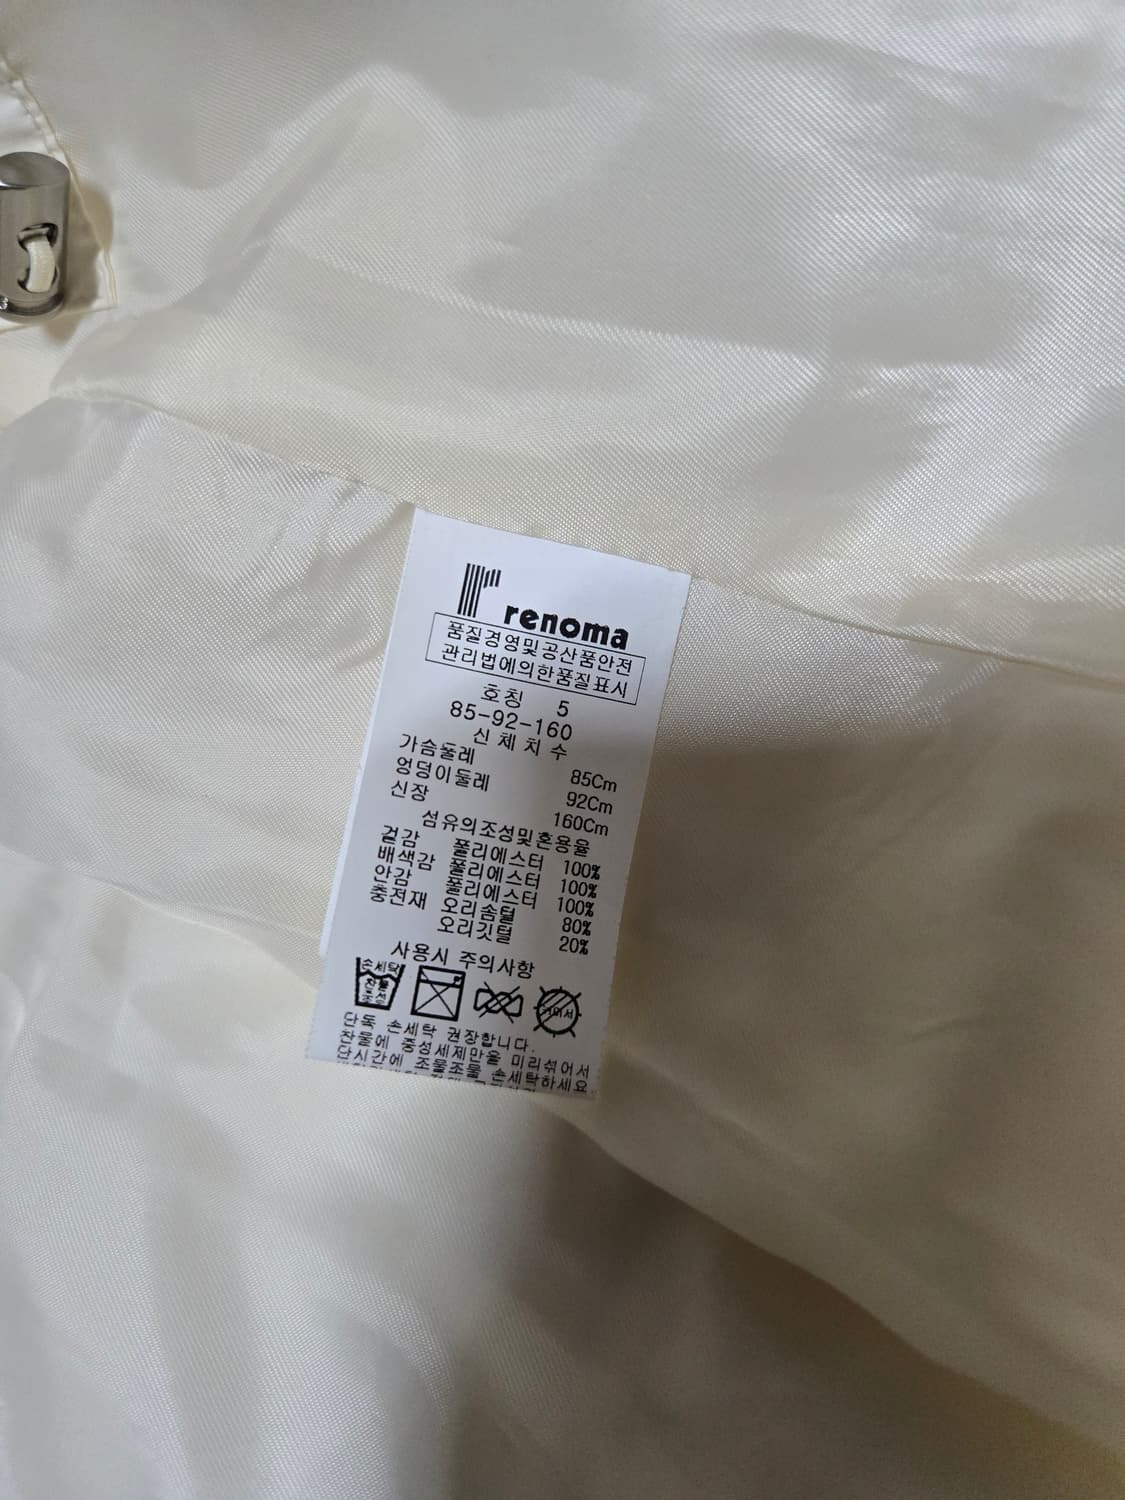 renoma
품질경영및공산품안전
관리법에의한품질표시
호칭 5
85-92-160
신체치수
가슴둘레 85Cm
엉덩이둘레 92Cm
신장 160Cm
섬유의조성및혼용율
겉감 폴리에스터 100%
배색감 폴리에스터 100%
안감 폴리에스터 100%
충전재 오리솜털 80%
오리깃털 20%
사용시 주의사항
손세탁
중성
단독 손세탁 권장합니다.
찬물에 중성세제만을 미리섞어서
단시간에 조물조물 손세탁하세요